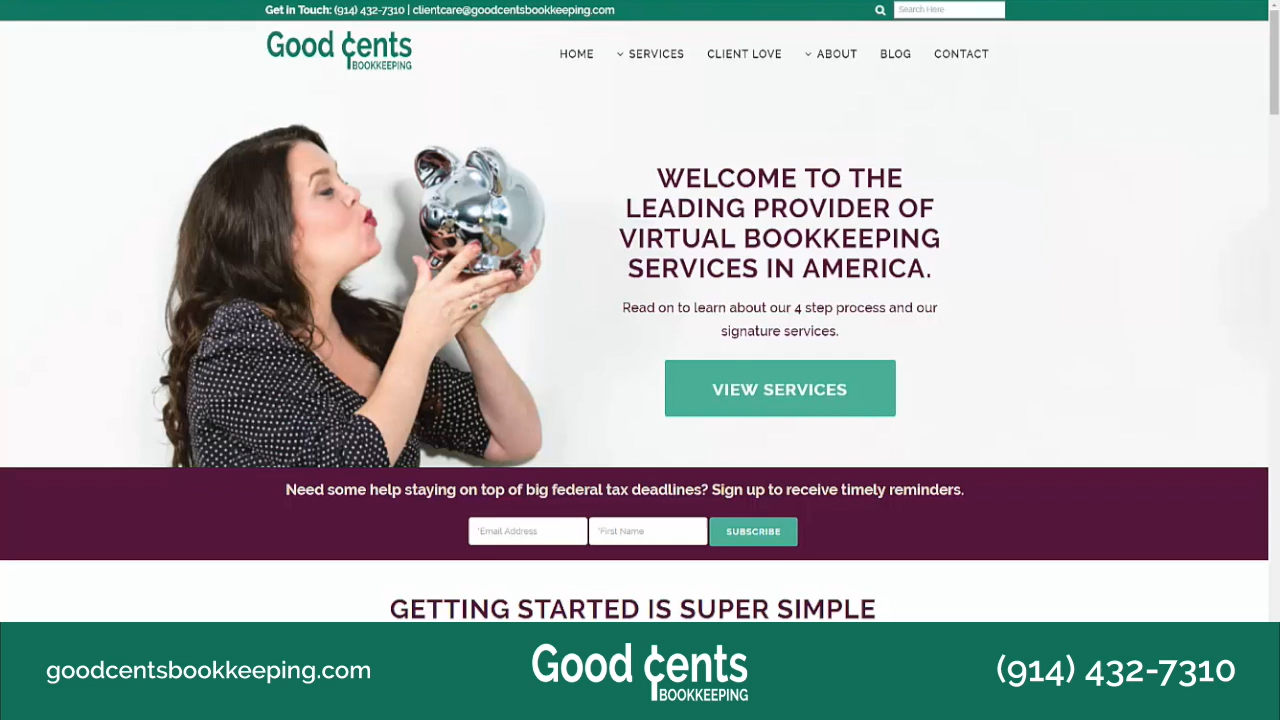 Get in Touch: (914) 432-7310 | clientcare@goodcentsbookkeeping.com
Search Here
Good cents
BOOKKEEPING
HOME SERVICES CLIENT LOVE ABOUT BLOG CONTACT
WELCOME TO THE
LEADING PROVIDER OF
VIRTUAL BOOKKEEPING
SERVICES IN AMERICA.
Read on to learn about our 4 step process and our
signature services.
VIEW SERVICES
Need some help staying on top of big federal tax deadlines? Sign up to receive timely reminders.
*Email Address *First Name SUBSCRIBE
GETTING STARTED IS SUPER SIMPLE
goodcentsbookkeeping.com
Good cents
BOOKKEEPING
(914) 432-7310